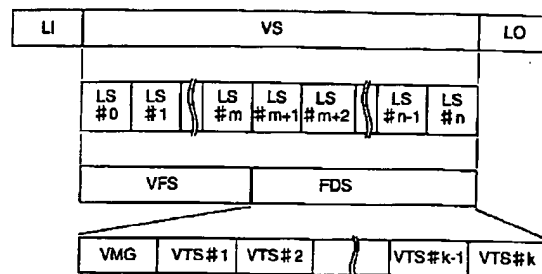 LI VS LO
LS #0 LS #1 LS #m LS #m+1 LS #m+2 LS #n-1 LS #n
VFS FDS
VMG VTS#1 VTS#2 VTS#k-1 VTS#k